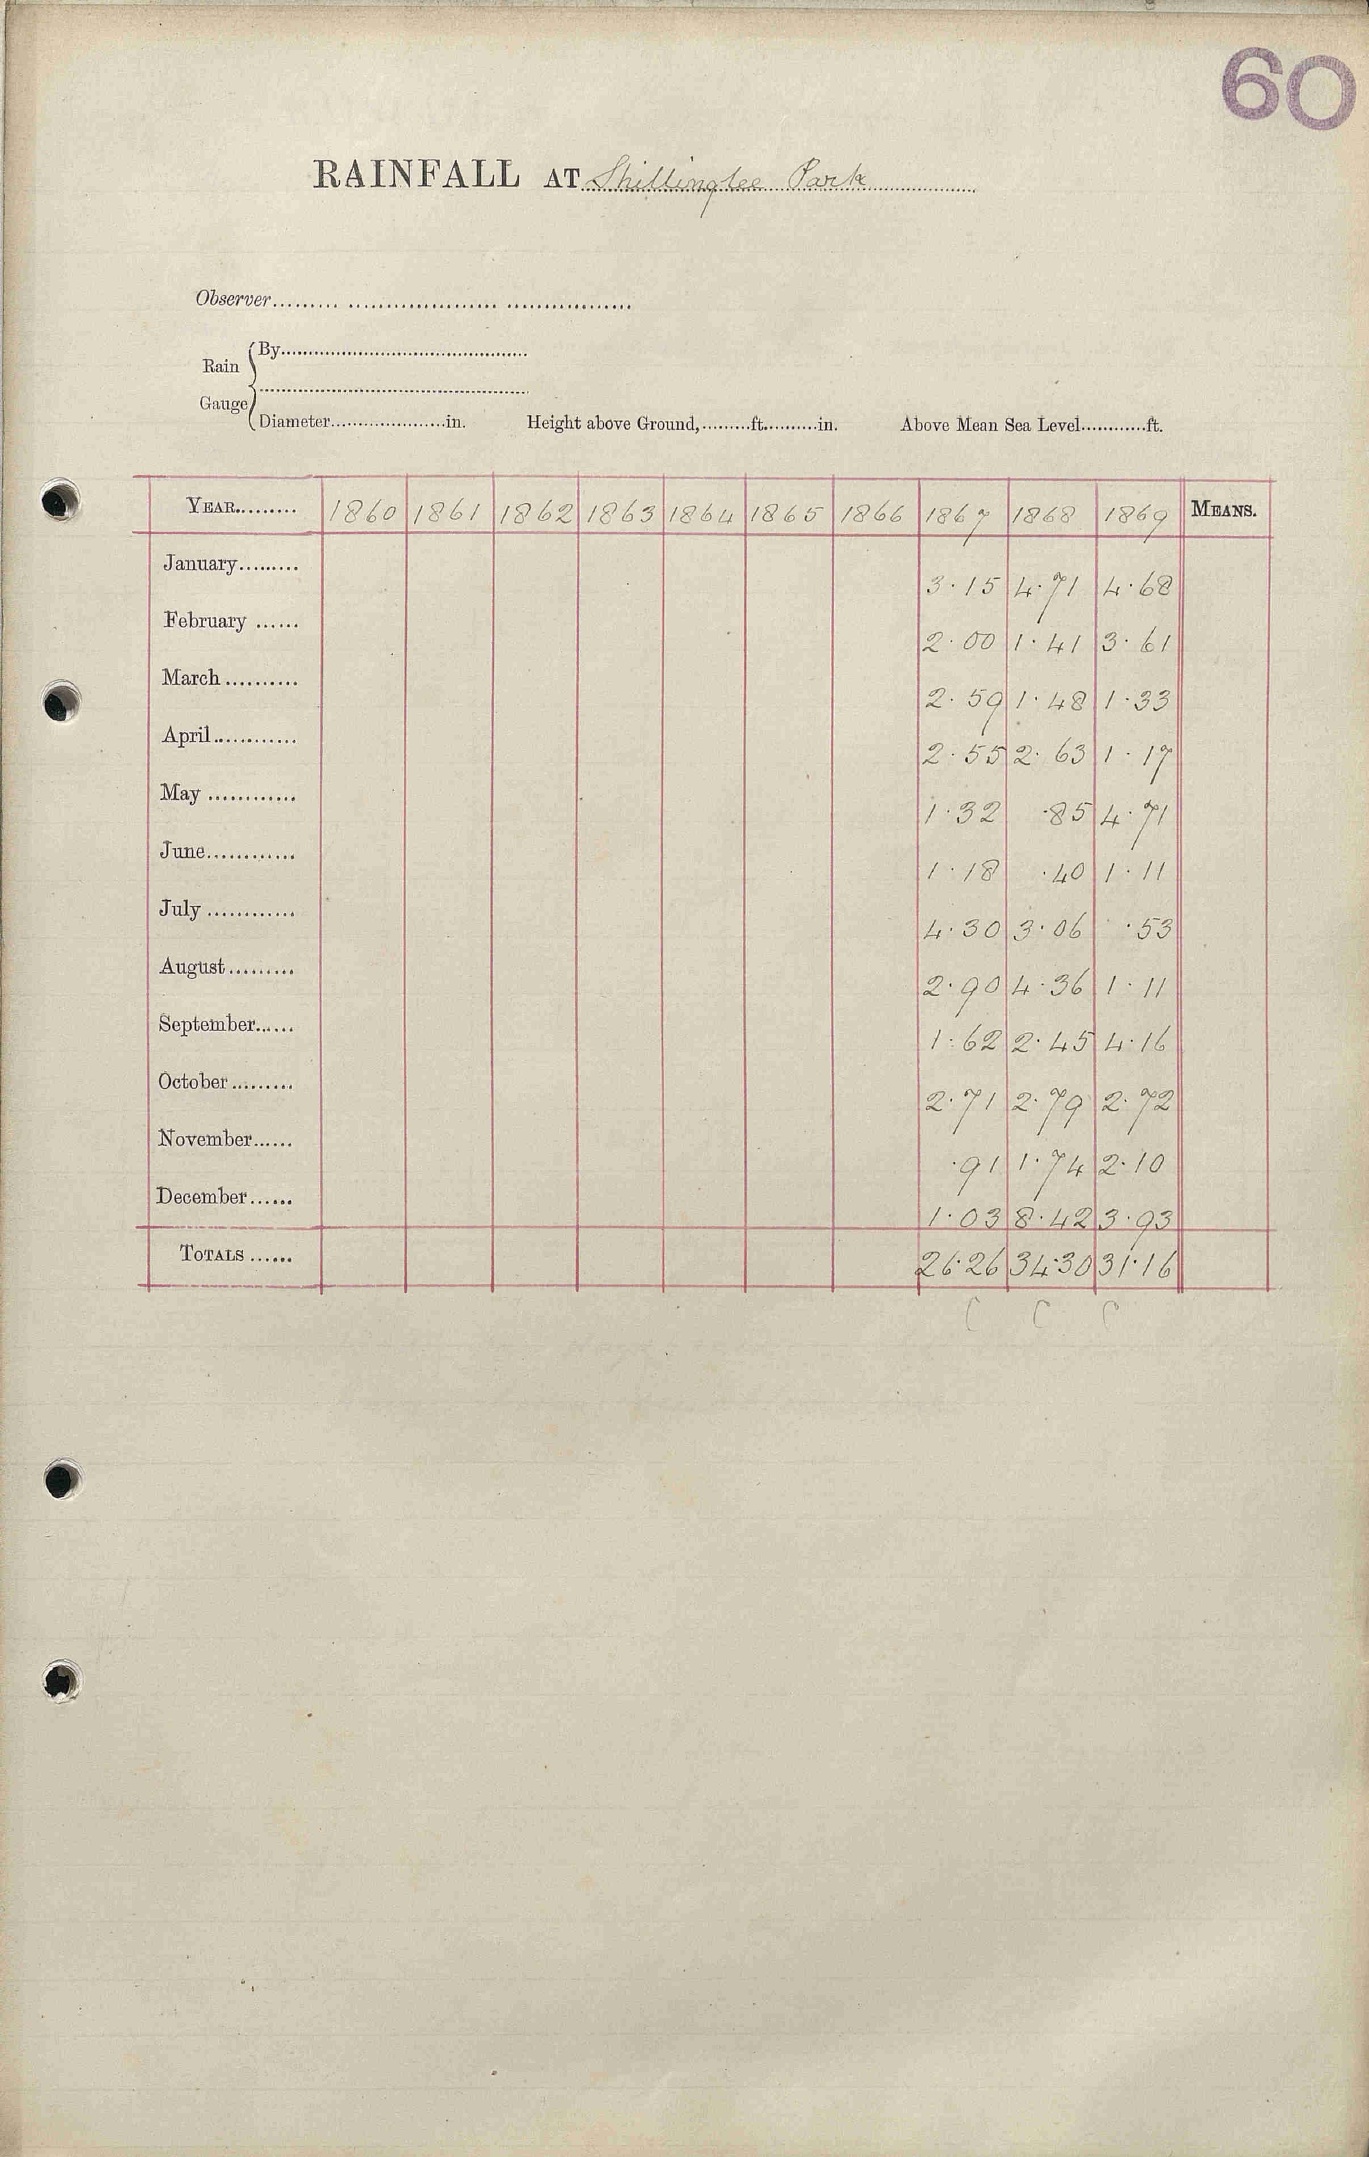 60
RAINFALL AT Shillinglee Park
Observer
Rain Gauge { By
Diameter in. Height above Ground, ft. in. Above Mean Sea Level ft.
YEAR 1860 1861 1862 1863 1864 1865 1866 1867 1868 1869 MEANS.
January 3.15 4.71 4.68
February 2.00 1.41 3.61
March 2.59 1.48 1.33
April 2.55 2.63 1.17
May 1.32 .85 4.71
June 1.18 .40 1.11
July 4.30 3.06 .53
August 2.90 4.36 1.11
September 1.62 2.45 4.16
October 2.71 2.79 2.72
November .91 1.74 2.10
December 1.03 8.42 3.93
TOTALS 26.26 34.30 31.16
C C C